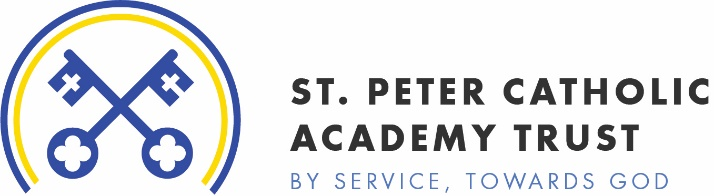 ST. PETER CATHOLIC
ACADEMY TRUST
BY SERVICE, TOWARDS GOD